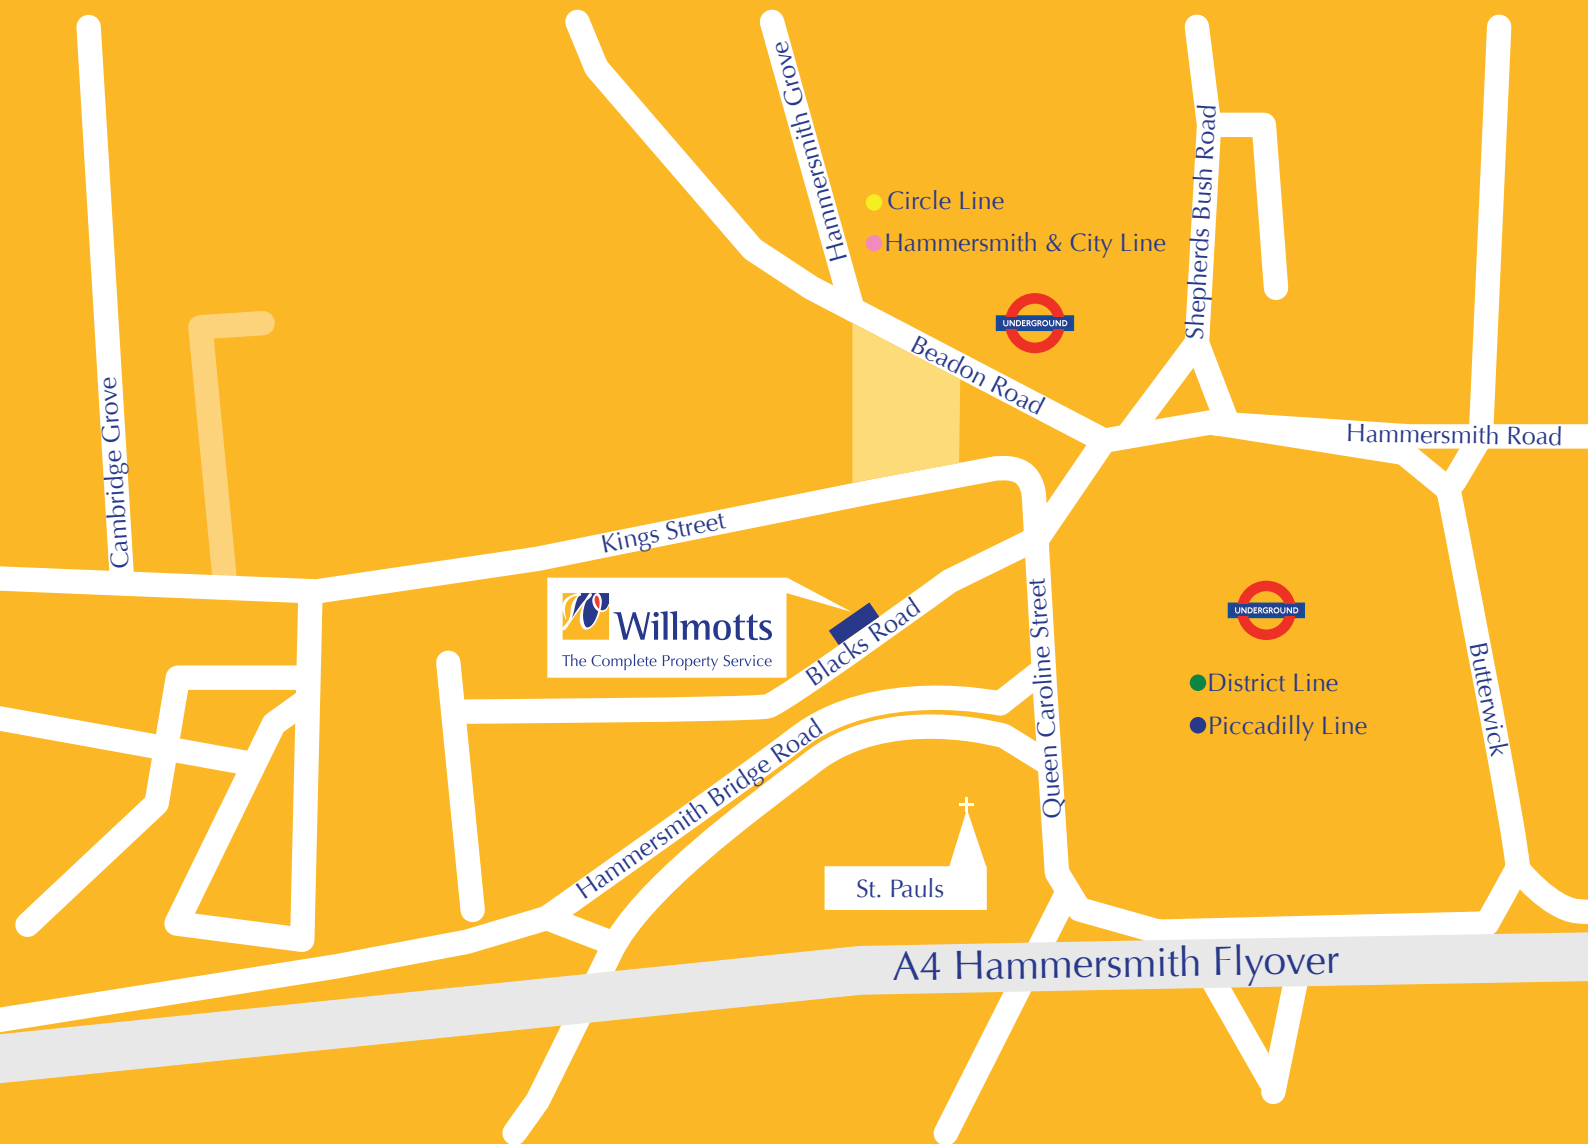 Hammersmith Grove
Shepherds Bush Road
Circle Line
Hammersmith & City Line
UNDERGROUND
Beadon Road
Cambridge Grove
Hammersmith Road
Kings Street
Willmotts
The Complete Property Service
Blacks Road
Queen Caroline Street
UNDERGROUND
District Line
Piccadilly Line
Butterwick
Hammersmith Bridge Road
St. Pauls
A4 Hammersmith Flyover